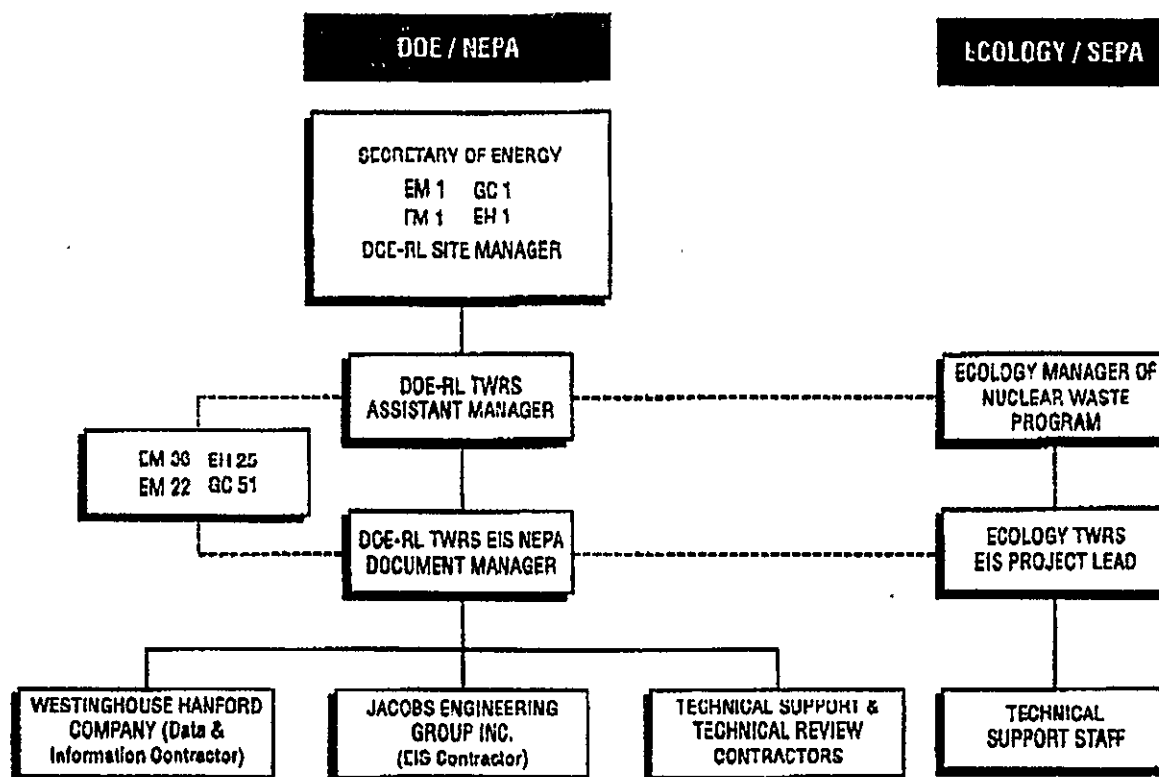 DOE / NEPA
ECOLOGY / SEPA
SECRETARY OF ENERGY
EM 1 GC 1
FM 1 EH 1
DOE-RL SITE MANAGER
DOE-RL TWRS
ASSISTANT MANAGER
ECOLOGY MANAGER OF
NUCLEAR WASTE
PROGRAM
EH 25
EM 22 GC 51
DOE-RL TWRS EIS NEPA
DOCUMENT MANAGER
ECOLOGY TWRS
EIS PROJECT LEAD
WESTINGHOUSE HANFORD
COMPANY (Data &
Information Contractor)
JACOBS ENGINEERING
GROUP INC.
(EIS Contractor)
TECHNICAL SUPPORT &
TECHNICAL REVIEW
CONTRACTORS
TECHNICAL
SUPPORT STAFF